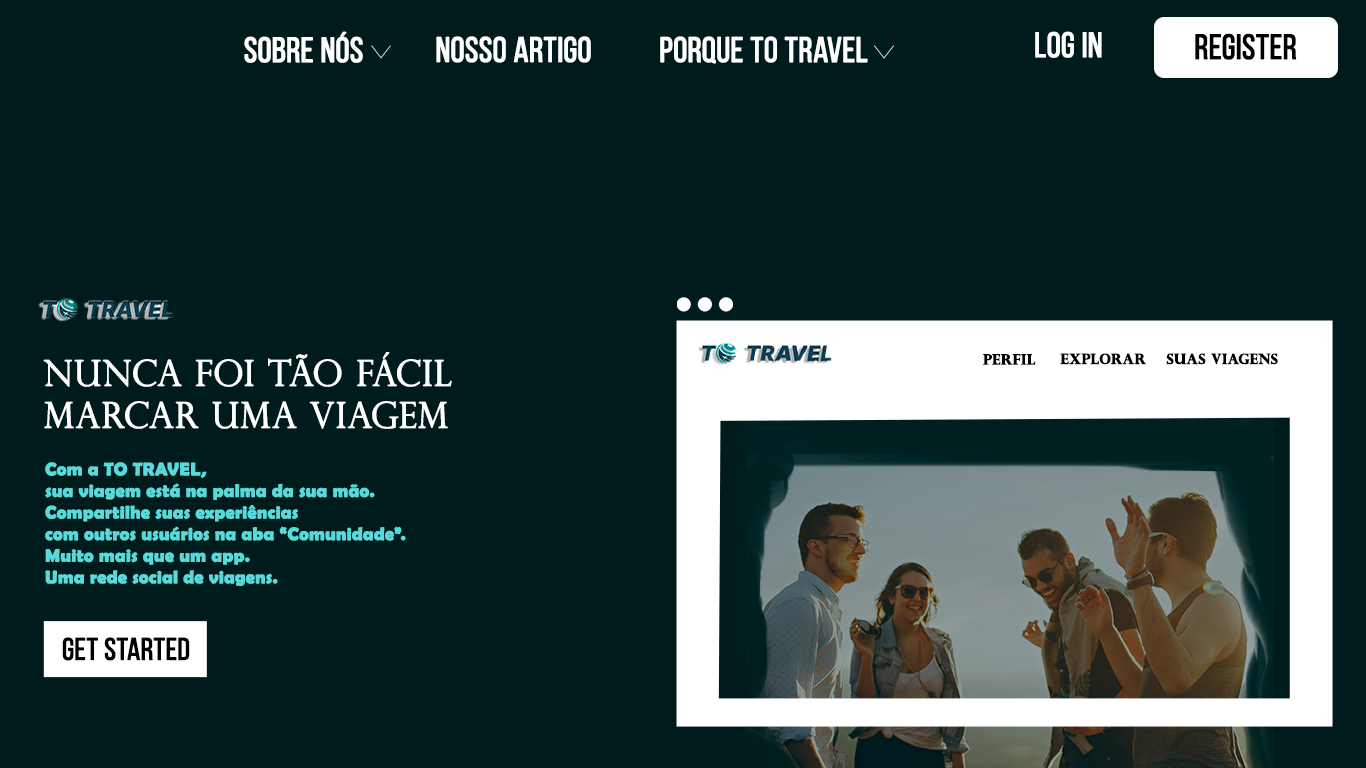 SOBRE NÓS
NOSSO ARTIGO
PORQUE TO TRAVEL
LOG IN
REGISTER
TO TRAVEL
NUNCA FOI TÃO FÁCIL
MARCAR UMA VIAGEM
Com a TO TRAVEL,
sua viagem está na palma da sua mão.
Compartilhe suas experiências
com outros usuários na aba “Comunidade”.
Muito mais que um app.
Uma rede social de viagens.
GET STARTED
TO TRAVEL
PERFIL
EXPLORAR
SUAS VIAGENS